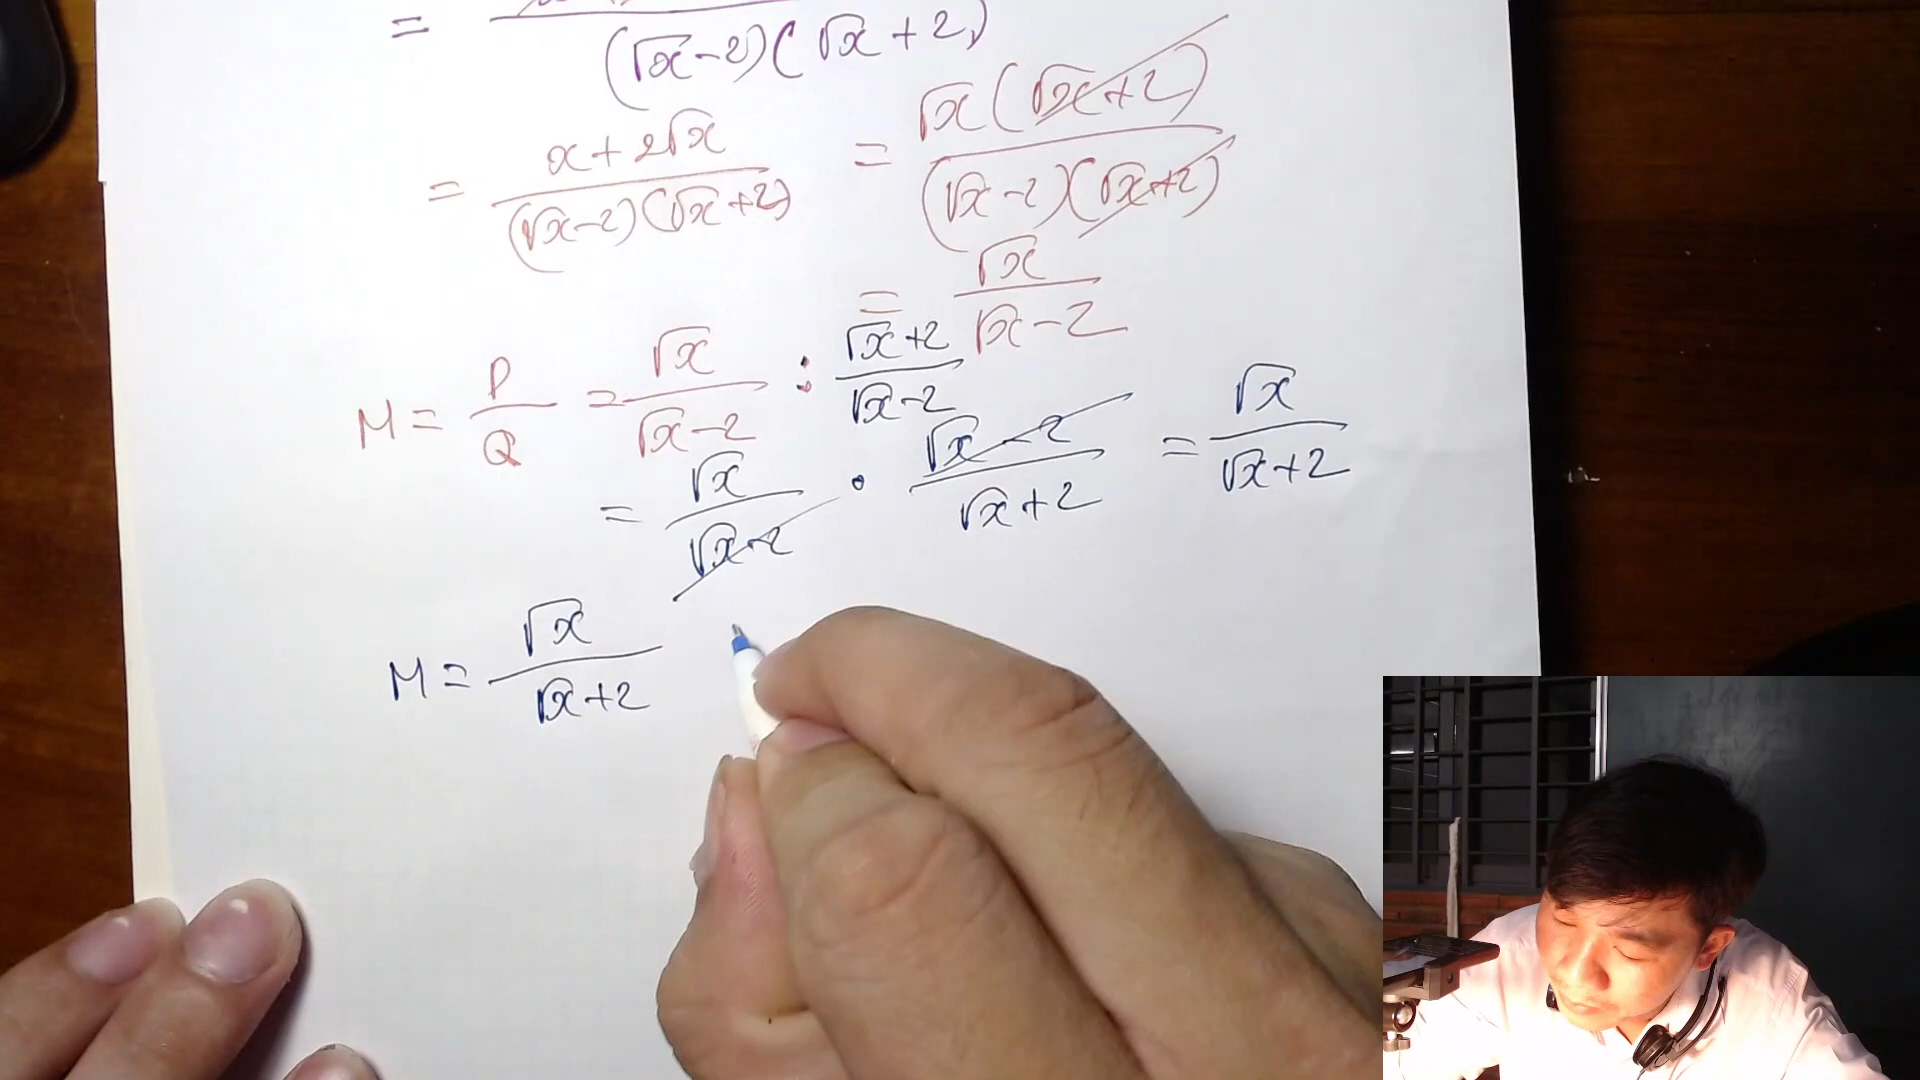 = / (√x-2)(√x+2)
= (x+2√x) / ((√x-2)(√x+2)) = (√x(√x+2)) / ((√x-2)(√x+2))
= √x / (√x-2)
M = P/Q = √x / (√x-2) : (√x+2) / (√x-2)
= √x / (√x-2) · (√x-2) / (√x+2) = √x / (√x+2)
M = √x / (√x+2)